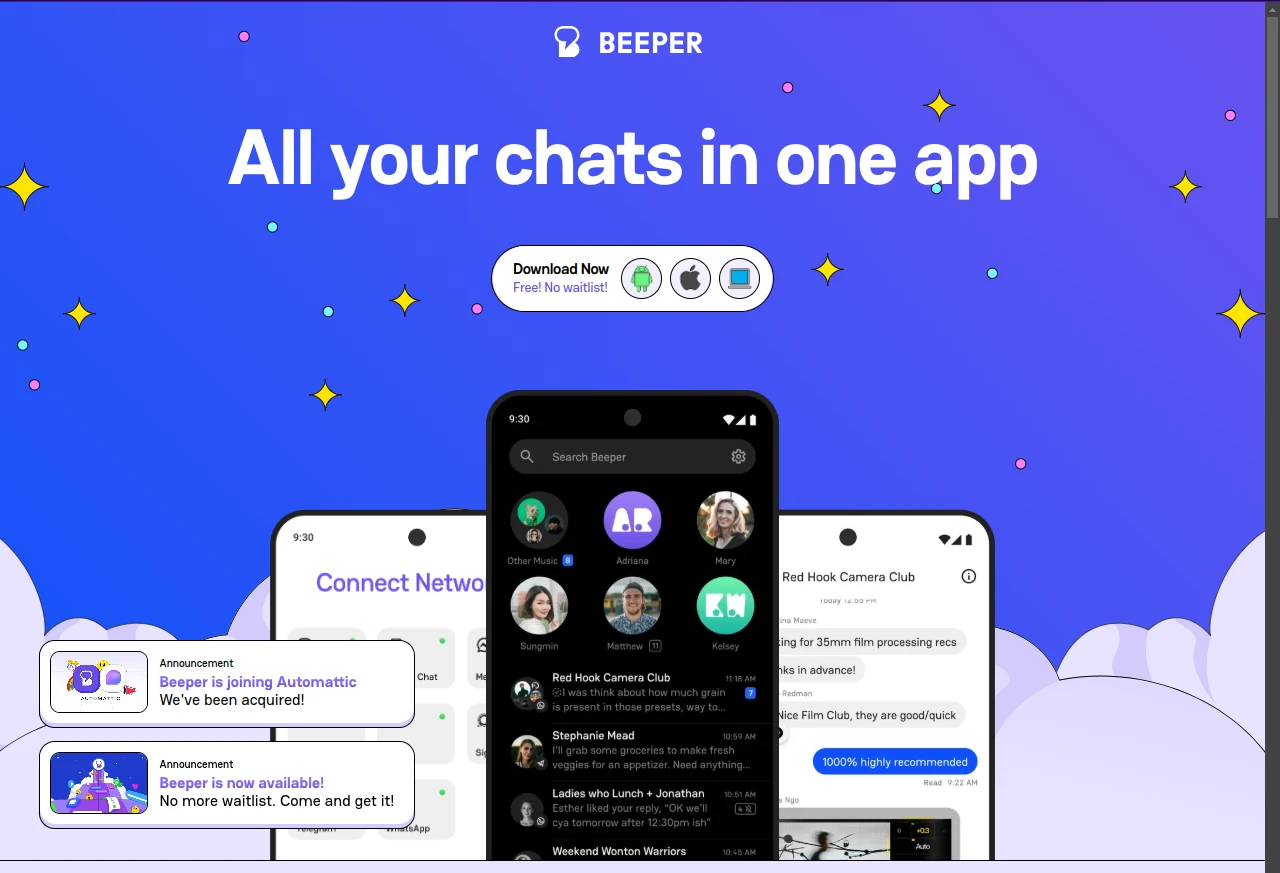 BEEPER
All your chats in one app
Download Now
Free! No waitlist!
9:30
Search Beeper
Other Music 8
Adriana
Mary
Sungmin
Matthew 11
Kelsey
Red Hook Camera Club 11:18 AM
I was think about how much grain 7
is present in those presets, way to...
Stephanie Mead 10:59 AM
I'll grab some groceries to make fresh
veggies for an appetizer. Need anything...
Ladies who Lunch + Jonathan 10:51 AM
Esther liked your reply, “OK we'll
cya tomorrow after 12:30pm ish”
Weekend Wonton Warriors 10:45 AM
9:30
Connect Netwo
Chat
Me
Sig
Telegram
WhatsApp
Red Hook Camera Club
Today 12:55 PM
ina Maeve
king for 35mm film processing recs
nks in advance!
Redman
Nice Film Club, they are good/quick
1000% highly recommended
Read 9:22 AM
s Ngo
0 +0.3
Auto
Announcement
Beeper is joining Automattic
We've been acquired!
AUTOMATTIC
Announcement
Beeper is now available!
No more waitlist. Come and get it!